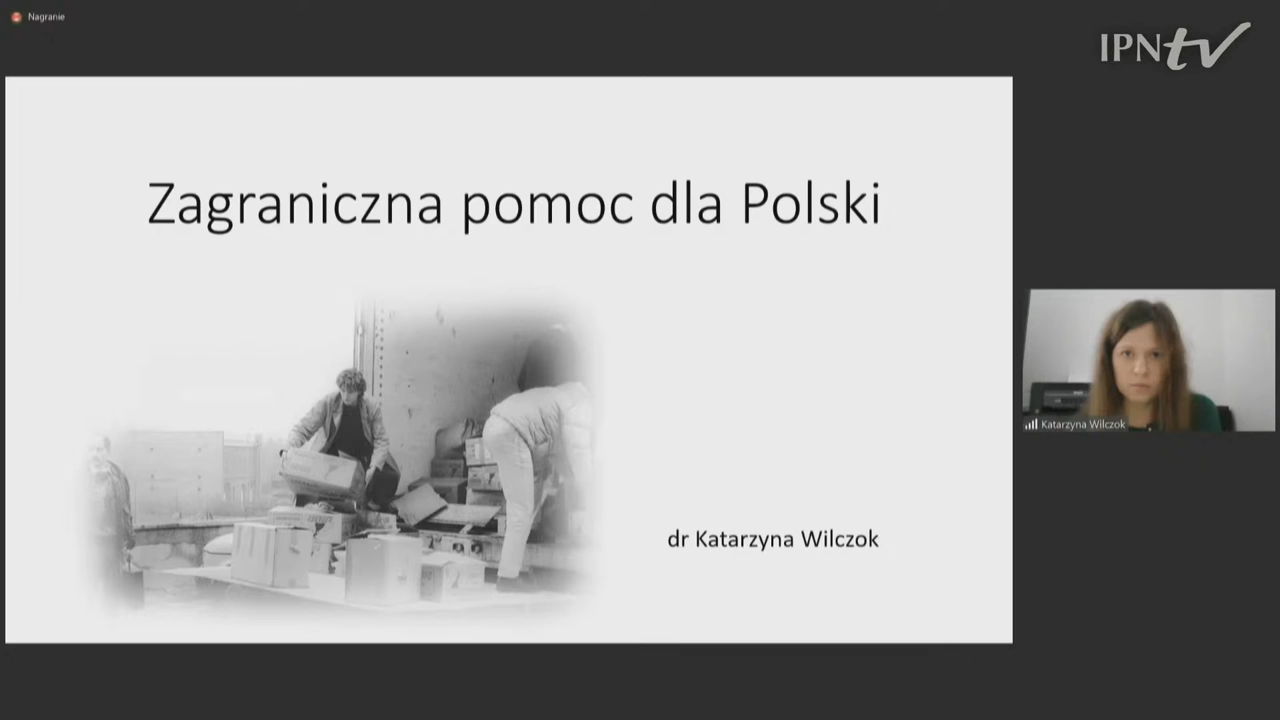 Nagranie
IPNtv
Zagraniczna pomoc dla Polski
dr Katarzyna Wilczok
Katarzyna Wilczok